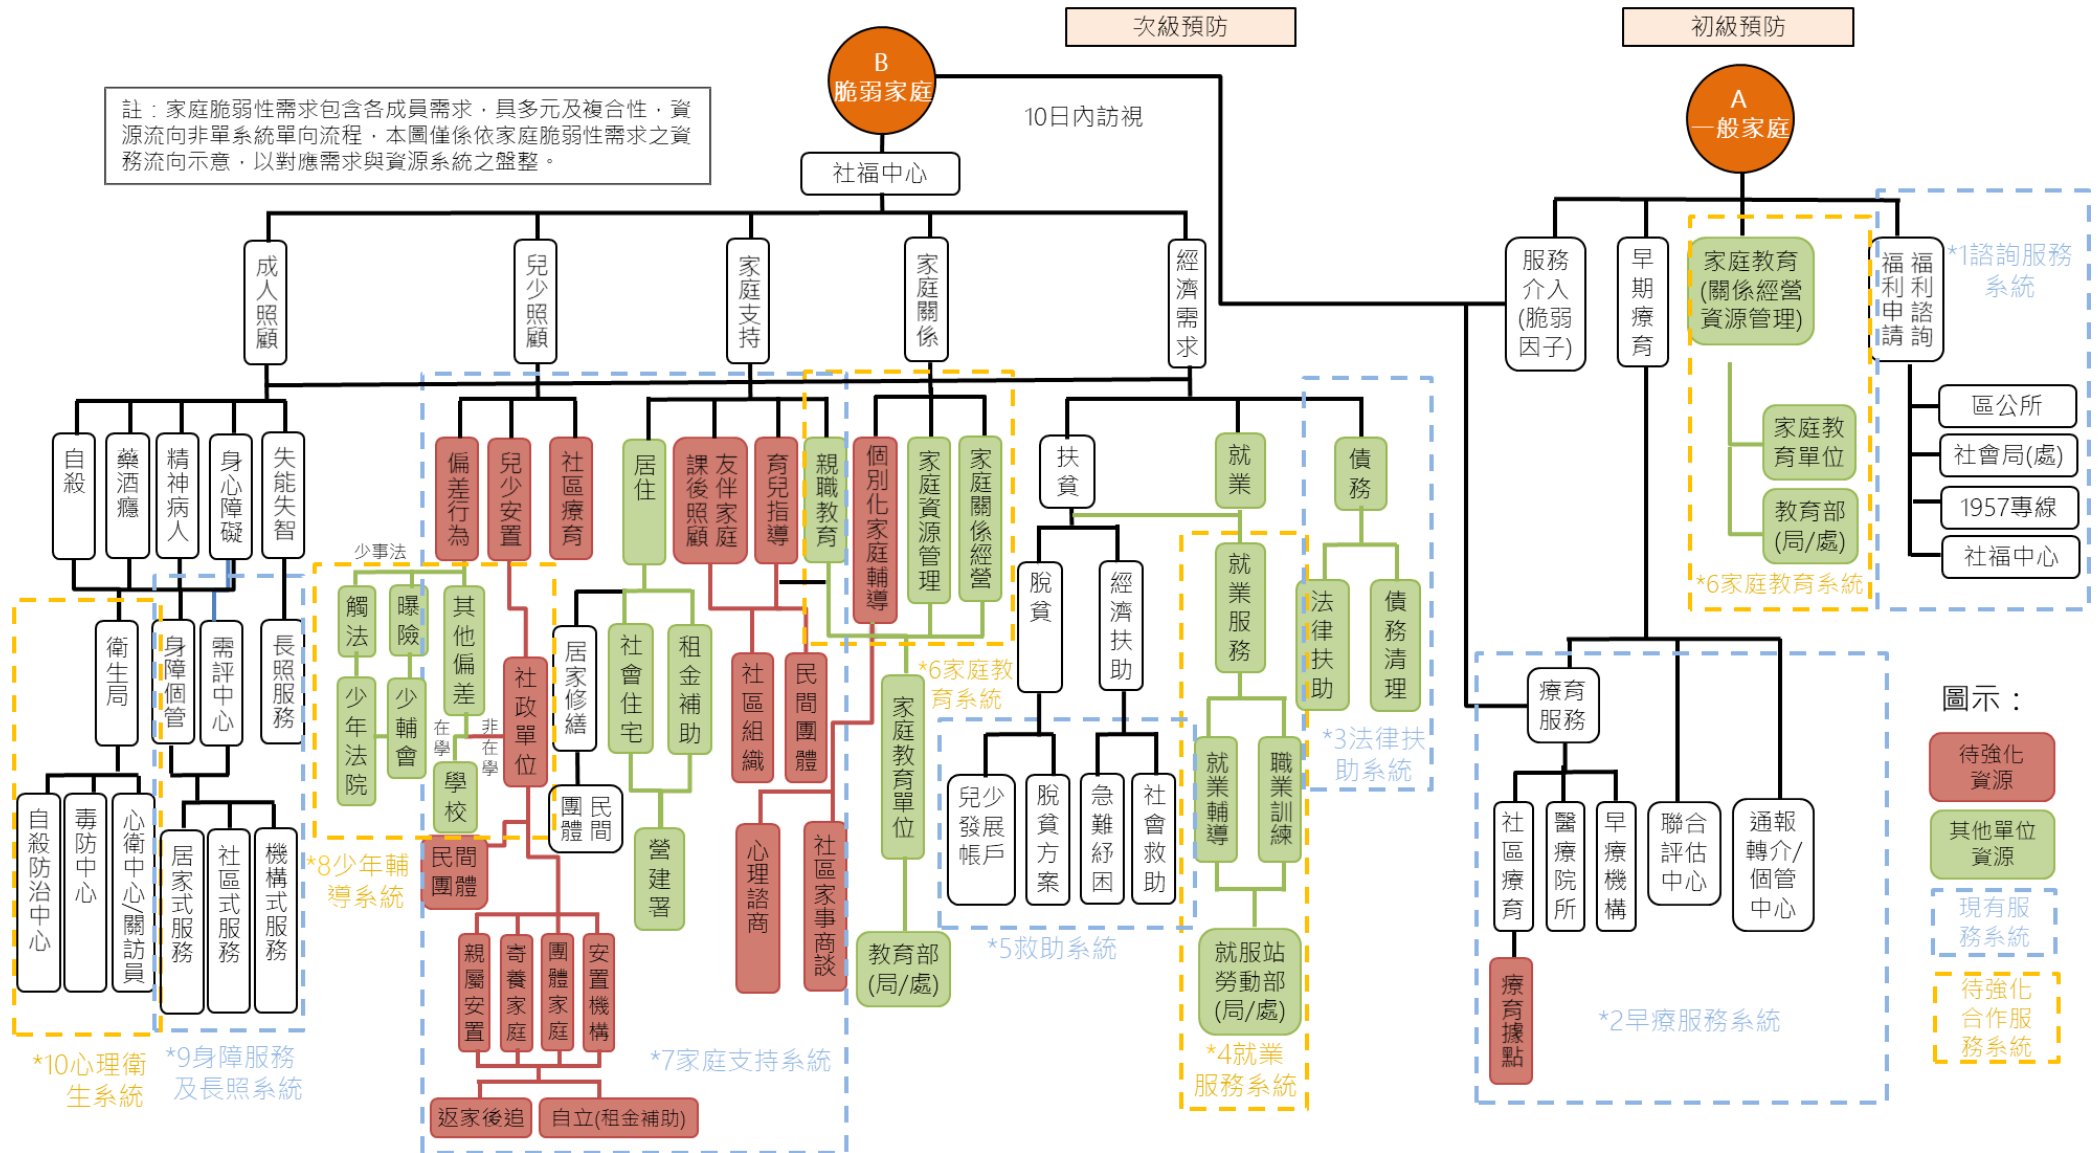 次級預防
初級預防
B
脆弱家庭
A
一般家庭
10日內訪視
註：家庭脆弱性需求包含各成員需求，具多元及複合性，資
源流向非單系統單向流程，本圖僅係依家庭脆弱性需求之資
務流向示意，以對應需求與資源系統之盤整。
社福中心
成人照顧
兒少照顧
家庭支持
家庭關係
經濟需求
服務
介入
(脆弱
因子)
早期療育
家庭教育
(關係經營
資源管理)
福利諮詢
福利申請
*1諮詢服務
系統
區公所
社會局(處)
1957專線
社福中心
家庭教
育單位
教育部
(局/處)
*6家庭教育系統
自殺
藥酒癮
精神病人
身心障礙
失能失智
偏差行為
兒少安置
社區療育
居住
友伴家庭
課後照顧
育兒指導
親職教育
個別化家庭輔導
家庭資源管理
家庭關係經營
扶貧
就業
債務
少事法
觸法
曝險
其他偏差
衛生局
身障個管
需評中心
長照服務
少年法院
少輔會
在學
非在學
學校
社政單位
居家修繕
社會住宅
租金補助
社區組織
民間團體
*6家庭教
育系統
家庭教育單位
脫貧
經濟扶助
就業服務
法律扶助
債務清理
*3法律扶
助系統
療育
服務
圖示：
待強化
資源
其他單位
資源
現有服
務系統
待強化
合作服
務系統
自殺防治中心
毒防中心
心衛中心/關訪員
居家式服務
社區式服務
機構式服務
*8少年輔
導系統
民間
團體
民間
團體
營建署
心理諮商
社區家事商談
教育部
(局/處)
兒少
發展
帳戶
脫貧方案
急難紓困
社會救助
*5救助系統
就業輔導
職業訓練
就服站
勞動部
(局/處)
*4就業
服務系統
社區療育
醫療院所
早療機構
聯合
評估
中心
通報
轉介/
個管
中心
療育據點
*2早療服務系統
親屬安置
寄養家庭
團體家庭
安置機構
返家後追
自立(租金補助)
*7家庭支持系統
*9身障服務
及長照系統
*10心理衛
生系統